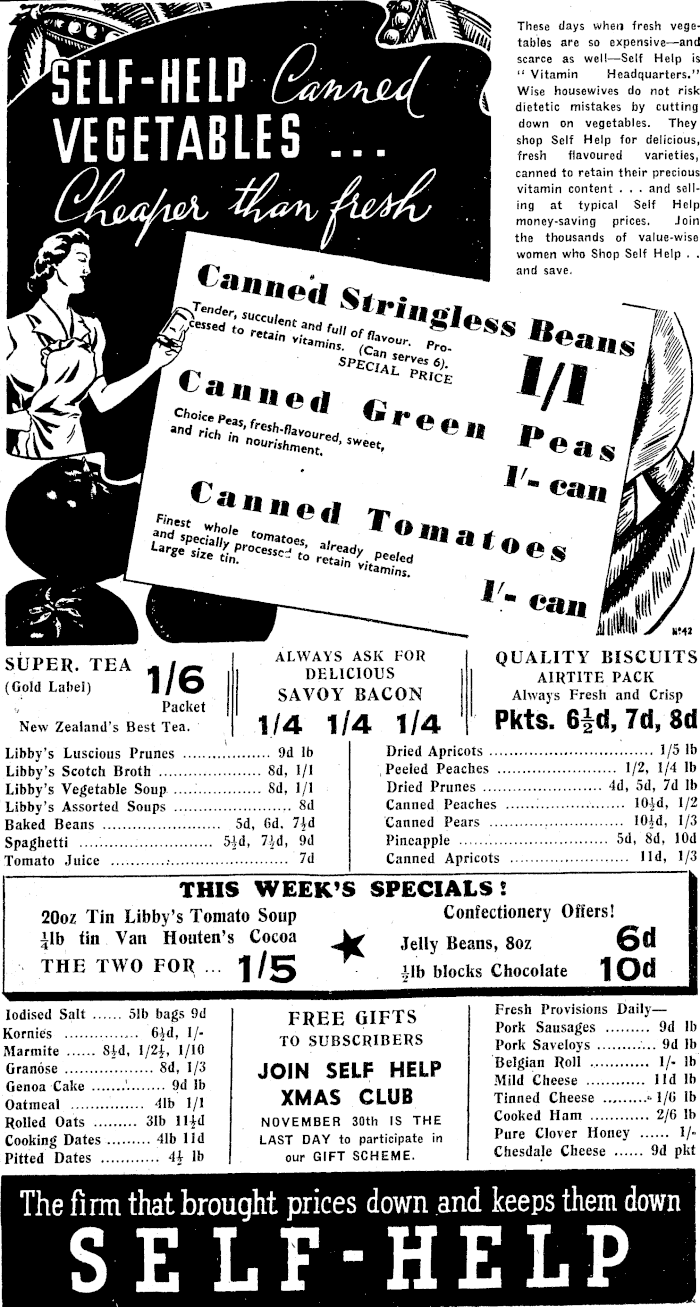 SELF-HELP Canned
VEGETABLES ...
Cheaper than fresh
These days when fresh vege-
tables are so expensive—and
scarce as well—Self Help is
"Vitamin Headquarters."
Wise housewives do not risk
dietetic mistakes by cutting
down on vegetables. They
shop Self Help for delicious,
fresh flavoured varieties,
canned to retain their precious
vitamin content . . . and sell-
ing at typical Self Help
money-saving prices. Join
the thousands of value-wise
women who Shop Self Help . .
and save.
Canned Stringless Beans
Tender, succulent and full of flavour. Pro-
cessed to retain vitamins. (Can serves 6).
SPECIAL PRICE 1/1
Canned Green Peas
Choice Peas, fresh-flavoured, sweet,
and rich in nourishment.
1/- can
Canned Tomatoes
Finest whole tomatoes, already peeled
and specially processed to retain vitamins.
Large size tin.
1/- can
Nº42
SUPER. TEA
(Gold Label)
1/6
Packet
New Zealand's Best Tea.
ALWAYS ASK FOR
DELICIOUS
SAVOY BACON
1/4 1/4 1/4
QUALITY BISCUITS
AIRTITE PACK
Always Fresh and Crisp
Pkts. 6½d, 7d, 8d
Libby's Luscious Prunes ................ 9d lb
Libby's Scotch Broth ................ 8d, 1/1
Libby's Vegetable Soup ................ 8d, 1/1
Libby's Assorted Soups ................ 8d
Baked Beans ................ 5d, 6d, 7½d
Spaghetti ................ 5½d, 7½d, 9d
Tomato Juice ................ 7d
Dried Apricots ................ 1/5 lb
Peeled Peaches ................ 1/2, 1/4 lb
Dried Prunes ................ 4d, 5d, 7d lb
Canned Peaches ................ 10½d, 1/2
Canned Pears ................ 10½d, 1/3
Pineapple ................ 5d, 8d, 10d
Canned Apricots ................ 11d, 1/3
THIS WEEK'S SPECIALS!
20oz Tin Libby's Tomato Soup
¼lb tin Van Houten's Cocoa
THE TWO FOR ... 1/5
Confectionery Offers!
Jelly Beans, 8oz 6d
½lb blocks Chocolate 10d
Iodised Salt ...... 5lb bags 9d
Kornies ............ 6½d, 1/-
Marmite ...... 8½d, 1/2½, 1/10
Granose ............ 8d, 1/3
Genoa Cake ............ 9d lb
Oatmeal ............ 4lb 1/1
Rolled Oats ......... 3lb 11½d
Cooking Dates ......... 4lb 11d
Pitted Dates ............ 4½ lb
FREE GIFTS
TO SUBSCRIBERS
JOIN SELF HELP
XMAS CLUB
NOVEMBER 30th IS THE
LAST DAY to participate in
our GIFT SCHEME.
Fresh Provisions Daily—
Pork Sausages ......... 9d lb
Pork Saveloys ......... 9d lb
Belgian Roll ............ 1/- lb
Mild Cheese ............ 11d lb
Tinned Cheese ......... 1/6 lb
Cooked Ham ............ 2/6 lb
Pure Clover Honey ...... 1/-
Chesdale Cheese ...... 9d pkt
The firm that brought prices down and keeps them down
SELF-HELP